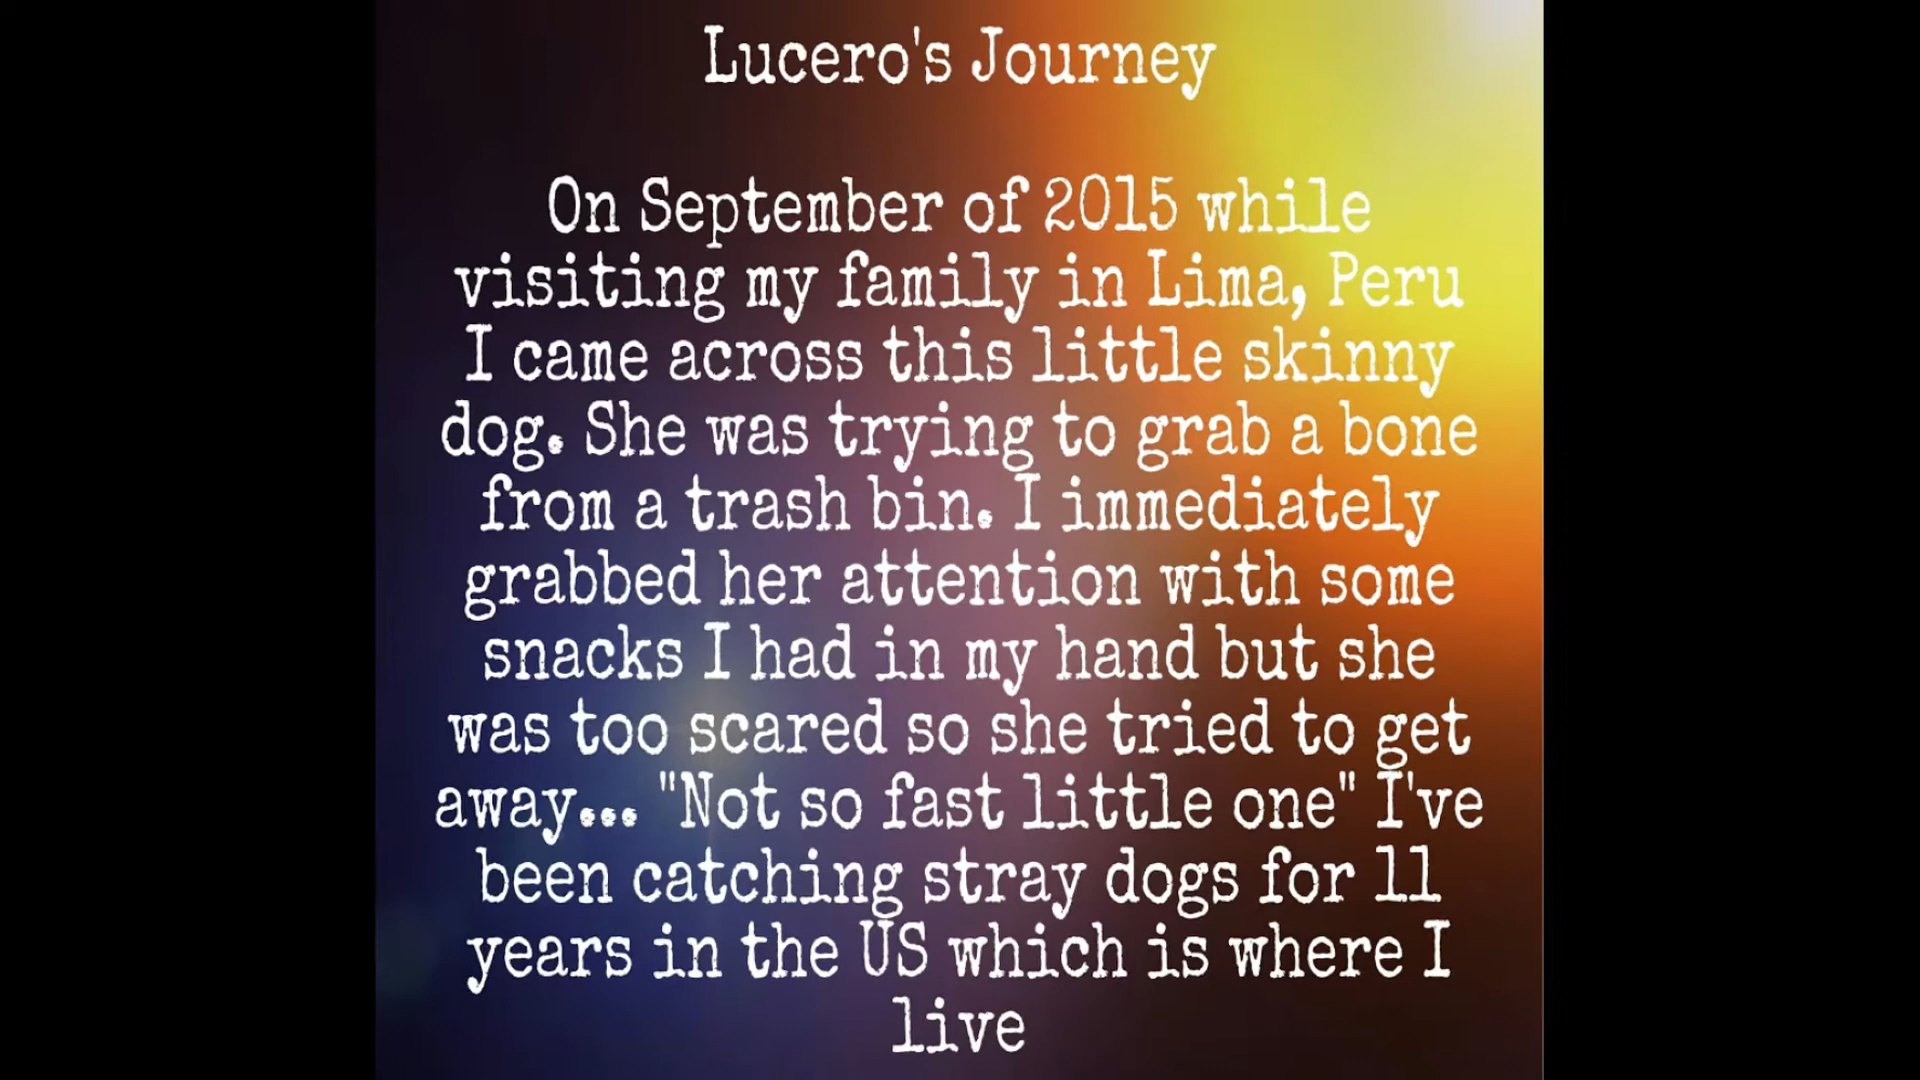 Lucero's Journey
On September of 2015 while
visiting my family in Lima, Peru
I came across this little skinny
dog. She was trying to grab a bone
from a trash bin. I immediately
grabbed her attention with some
snacks I had in my hand but she
was too scared so she tried to get
away... "Not so fast little one" I've
been catching stray dogs for 11
years in the US which is where I
live